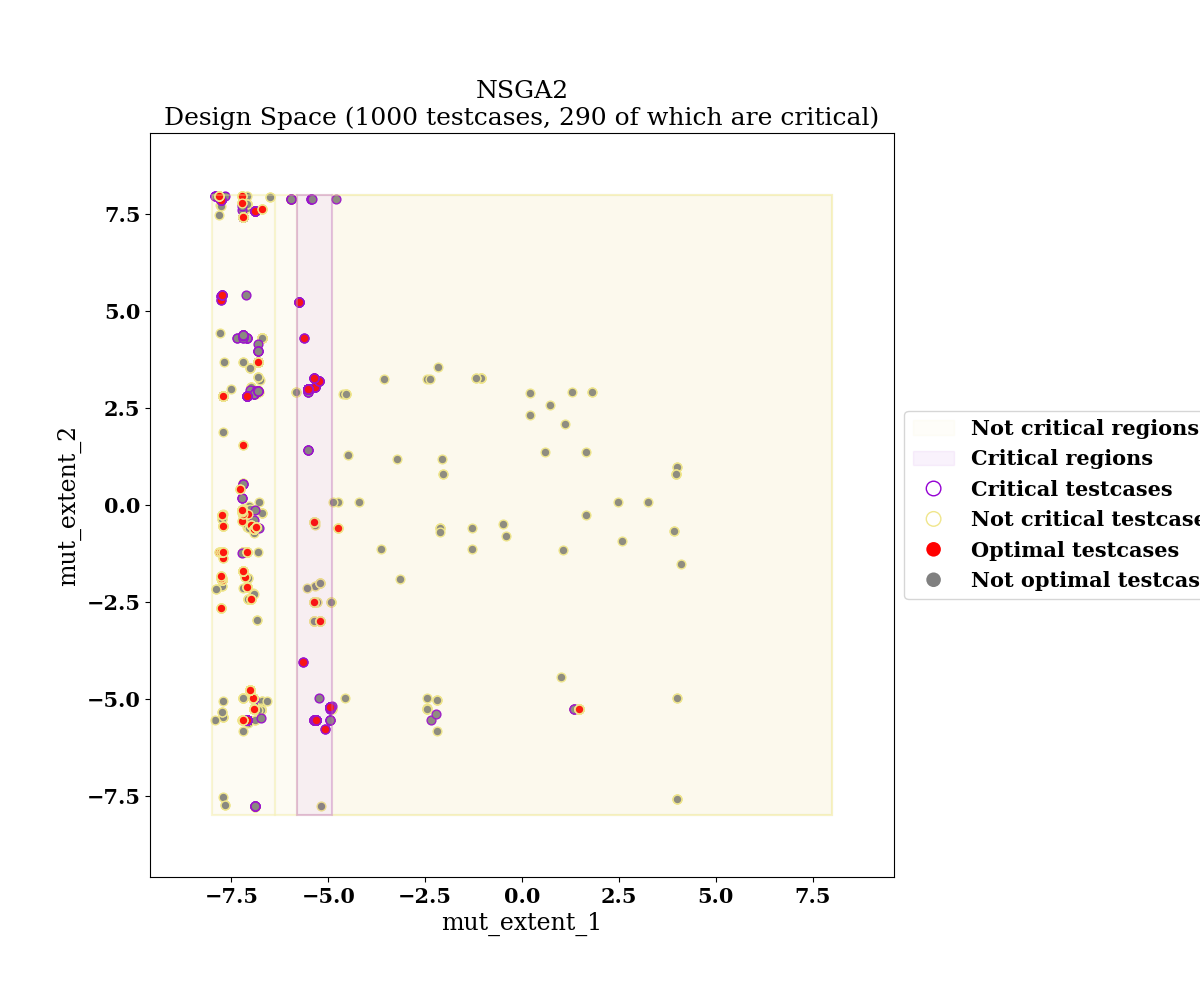 NSGA2
Design Space (1000 testcases, 290 of which are critical)
7.5
5.0
2.5
0.0
−2.5
−5.0
−7.5
mut_extent_2
−7.5 −5.0 −2.5 0.0 2.5 5.0 7.5
mut_extent_1
Not critical regions
Critical regions
Critical testcases
Not critical testcase
Optimal testcases
Not optimal testcas